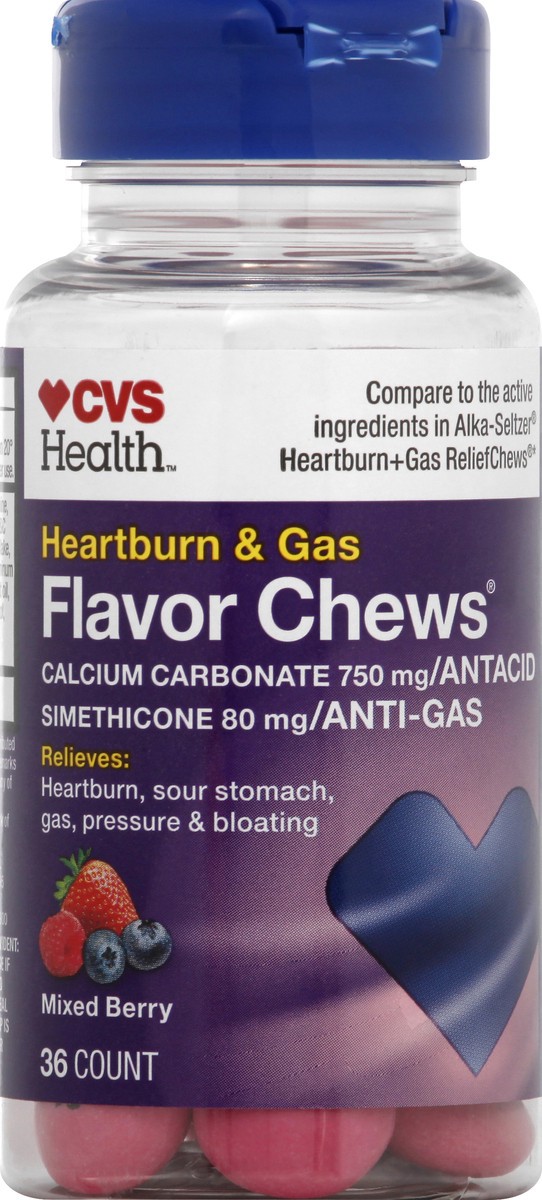 CVS
Health™
Compare to the active
ingredients in Alka-Seltzer®
Heartburn+Gas ReliefChews®*
Heartburn & Gas
Flavor Chews®
CALCIUM CARBONATE 750 mg/ANTACID
SIMETHICONE 80 mg/ANTI-GAS
Relieves:
Heartburn, sour stomach,
gas, pressure & bloating
Mixed Berry
36 COUNT